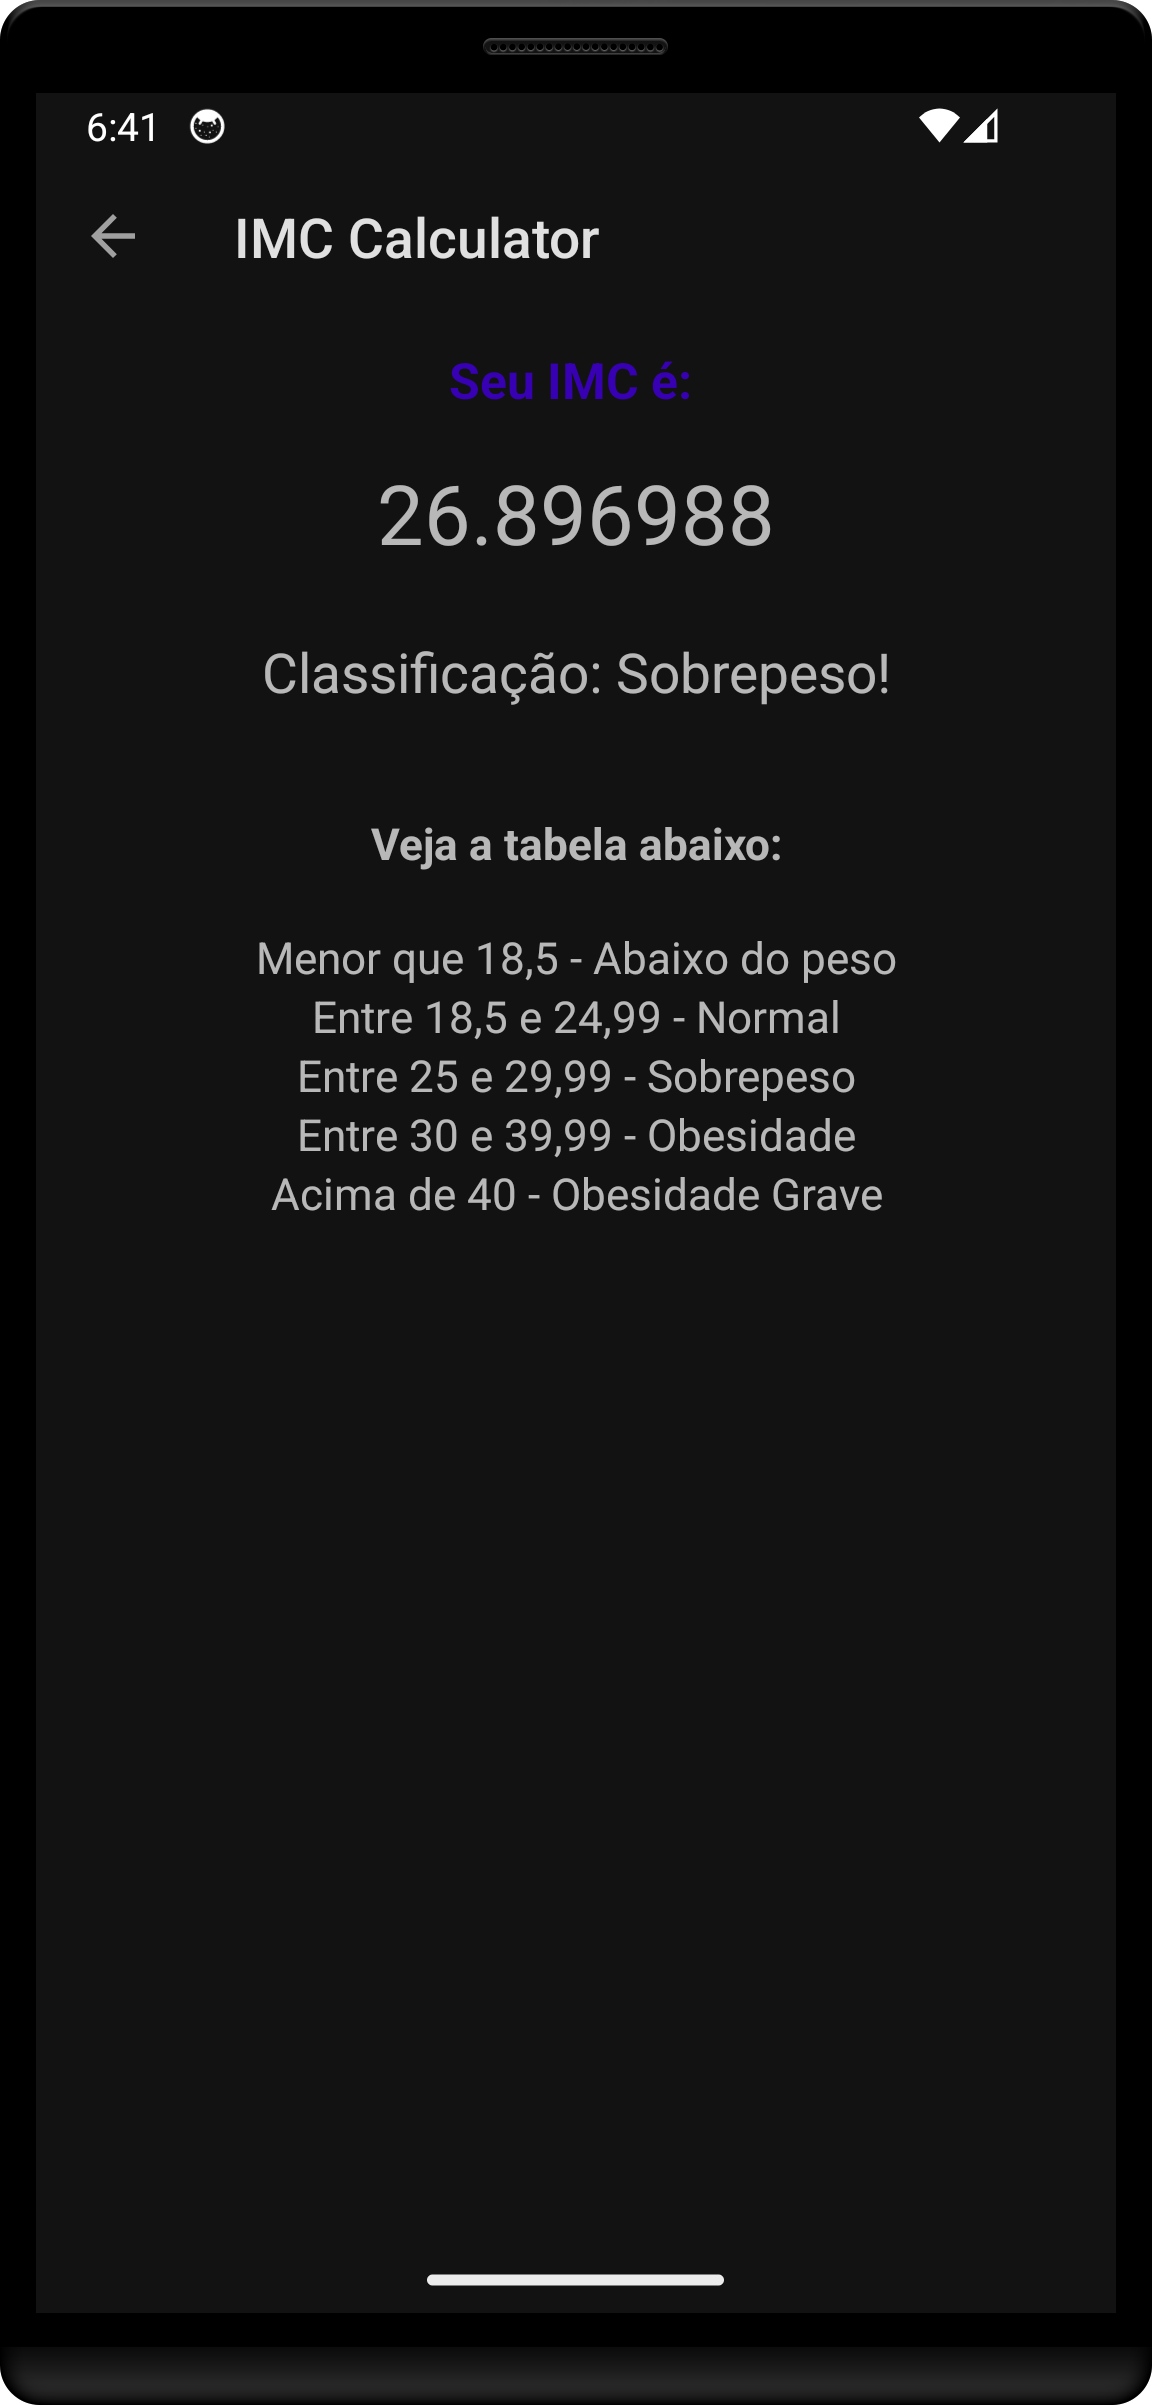 6:41
IMC Calculator
Seu IMC é:
26.896988
Classificação: Sobrepeso!
Veja a tabela abaixo:
Menor que 18,5 - Abaixo do peso
Entre 18,5 e 24,99 - Normal
Entre 25 e 29,99 - Sobrepeso
Entre 30 e 39,99 - Obesidade
Acima de 40 - Obesidade Grave